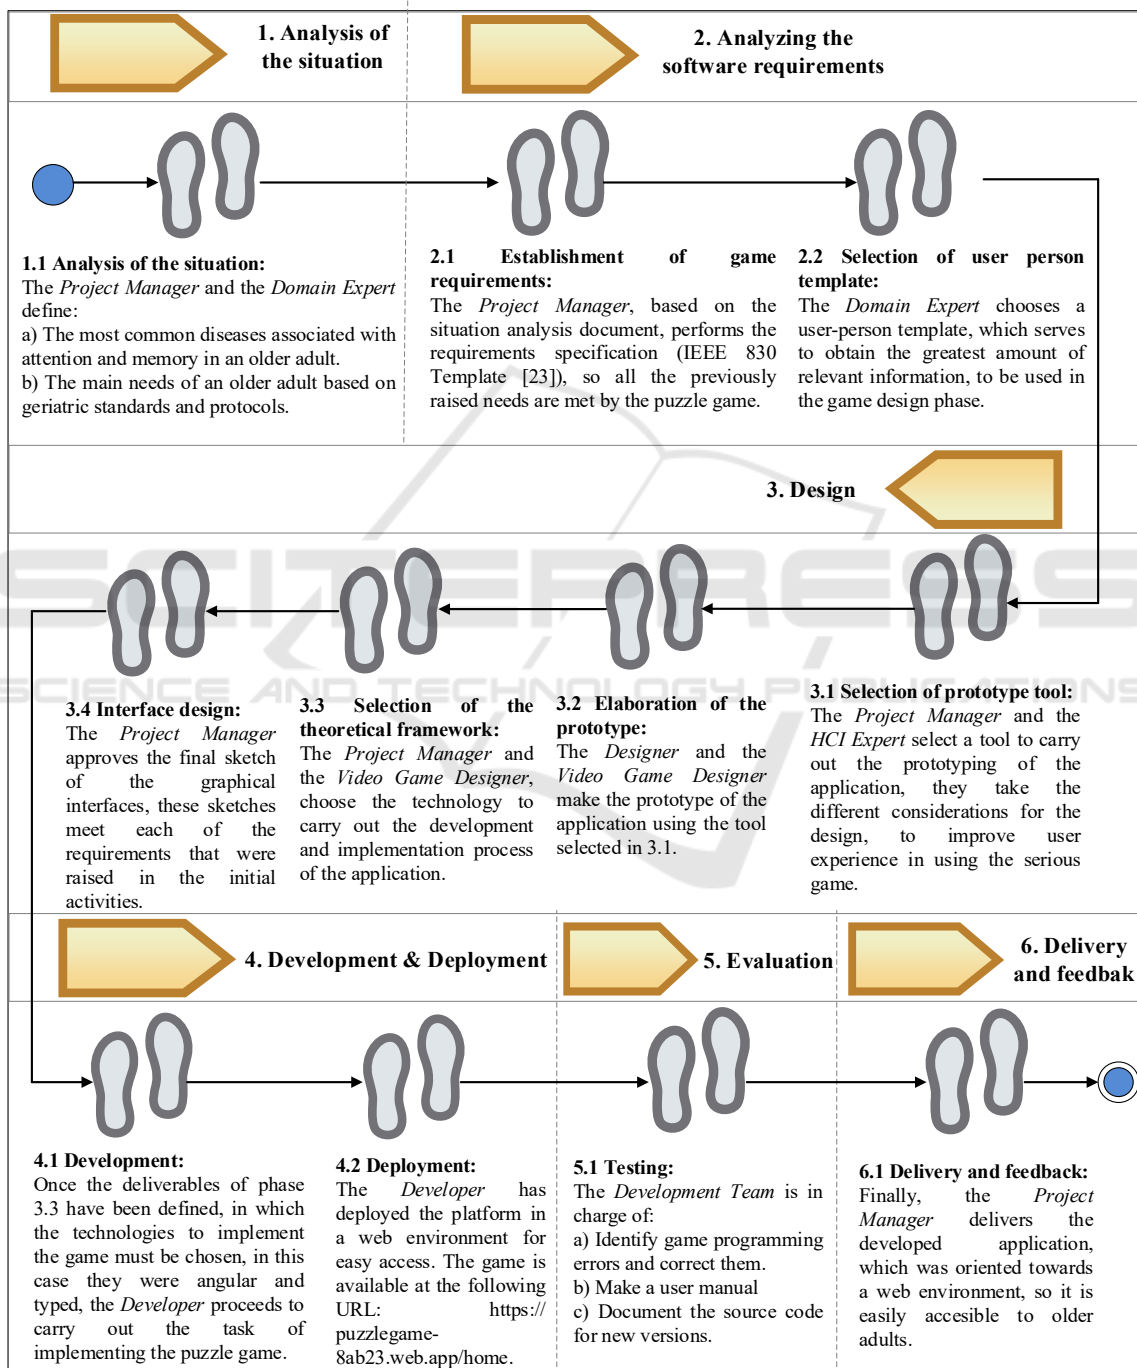 1. Analysis of
the situation
2. Analyzing the
software requirements
1.1 Analysis of the situation:
The Project Manager and the Domain Expert
define:
a) The most common diseases associated with
attention and memory in an older adult.
b) The main needs of an older adult based on
geriatric standards and protocols.
2.1 Establishment of game
requirements:
The Project Manager, based on the
situation analysis document, performs the
requirements specification (IEEE 830
Template [23]), so all the previously
raised needs are met by the puzzle game.
2.2 Selection of user person
template:
The Domain Expert chooses a
user-person template, which serves
to obtain the greatest amount of
relevant information, to be used in
the game design phase.
3. Design
SCITEPRESS
SCIENCE AND TECHNOLOGY PUBLICATIONS
3.4 Interface design:
The Project Manager
approves the final sketch
of the graphical
interfaces, these sketches
meet each of the
requirements that were
raised in the initial
activities.
3.3 Selection of the
theoretical framework:
The Project Manager and
the Video Game Designer,
choose the technology to
carry out the development
and implementation process
of the application.
3.2 Elaboration of the
prototype:
The Designer and the
Video Game Designer
make the prototype of the
application using the tool
selected in 3.1.
3.1 Selection of prototype tool:
The Project Manager and the
HCI Expert select a tool to carry
out the prototyping of the
application, they take the
different considerations for the
design, to improve user
experience in using the serious
game.
4. Development & Deployment
5. Evaluation
6. Delivery
and feedbak
4.1 Development:
Once the deliverables of phase
3.3 have been defined, in which
the technologies to implement
the game must be chosen, in this
case they were angular and
typed, the Developer proceeds to
carry out the task of
implementing the puzzle game.
4.2 Deployment:
The Developer has
deployed the platform in
a web environment for
easy access. The game is
available at the following
URL: https://
puzzlegame-
8ab23.web.app/home.
5.1 Testing:
The Development Team is in
charge of:
a) Identify game programming
errors and correct them.
b) Make a user manual
c) Document the source code
for new versions.
6.1 Delivery and feedback:
Finally, the Project
Manager delivers the
developed application,
which was oriented towards
a web environment, so it is
easily accesible to older
adults.